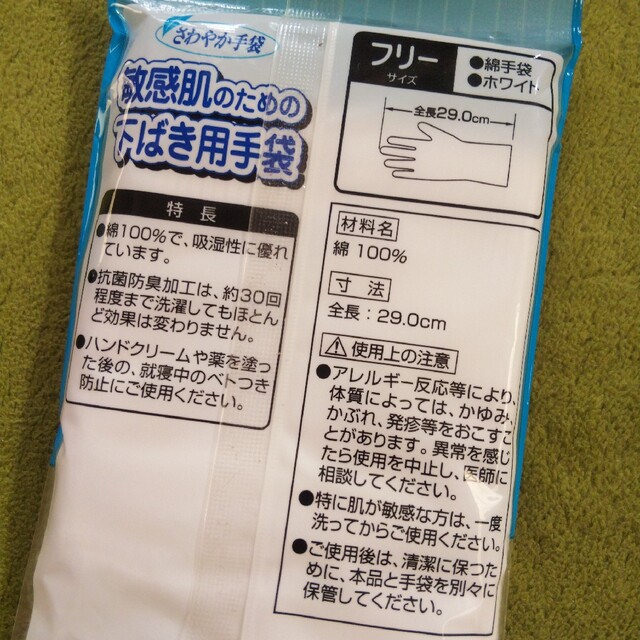 さわやか手袋
敏感肌のための
下ばき用手袋
特長
●綿100%で、吸湿性に優れ
ています。
●抗菌防臭加工は、約30回
程度まで洗濯してもほとん
ど効果は変わりません。
●ハンドクリームや薬を塗っ
た後の、就寝中のベトつき
防止にご使用ください。
フリー
サイズ
●綿手袋
●ホワイト
全長29.0cm
材料名
綿 100%
寸法
全長：29.0cm
⚠ 使用上の注意
●アレルギー反応等により、
体質によっては、かゆみ、
かぶれ、発疹等をおこすこ
とがあります。異常を感じ
たら使用を中止し、医師に
相談してください。
●特に肌が敏感な方は、一度
洗ってからご使用ください。
●ご使用後は、清潔に保つた
めに、本品と手袋を別々に
保管してください。